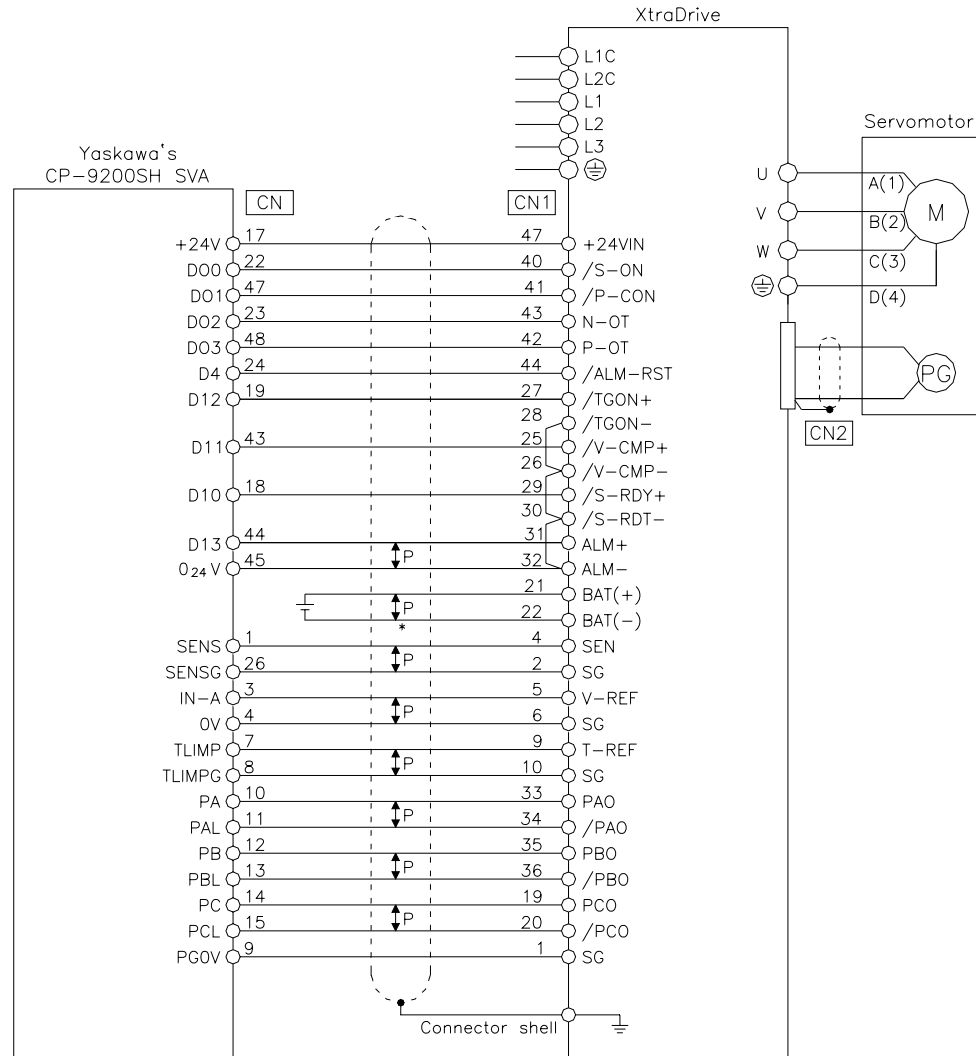 XtraDrive
L1C
L2C
L1
L2
L3
Servomotor
Yaskawa's
CP-9200SH SVA
CN
CN1
U
V
W
A(1)
B(2)
C(3)
D(4)
M
PG
CN2
+24V 17 47 +24VIN
DO0 22 40 /S-ON
DO1 47 41 /P-CON
DO2 23 43 N-OT
DO3 48 42 P-OT
D4 24 44 /ALM-RST
D12 19 27 /TGON+
28 /TGON-
D11 43 25 /V-CMP+
26 /V-CMP-
D10 18 29 /S-RDY+
30 /S-RDT-
D13 44 31 ALM+
P
024 V 45 32 ALM-
21 BAT(+)
P
22 BAT(-)
*
SENS 1 4 SEN
P
SENSG 26 2 SG
IN-A 3 5 V-REF
P
0V 4 6 SG
TLIMP 7 9 T-REF
P
TLIMPG 8 10 SG
PA 10 33 PAO
P
PAL 11 34 /PAO
PB 12 35 PBO
P
PBL 13 36 /PBO
PC 14 19 PCO
P
PCL 15 20 /PCO
PG0V 9 1 SG
Connector shell